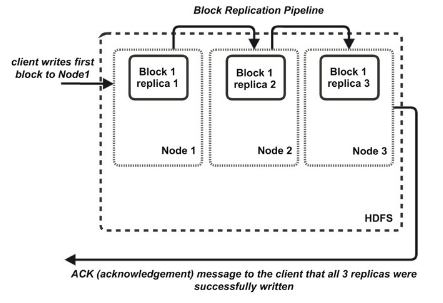 Block Replication Pipeline
client writes first
block to Node1
Block 1
replica 1
Block 1
replica 2
Block 1
replica 3
Node 1
Node 2
Node 3
HDFS
ACK (acknowledgement) message to the client that all 3 replicas were
successfully written